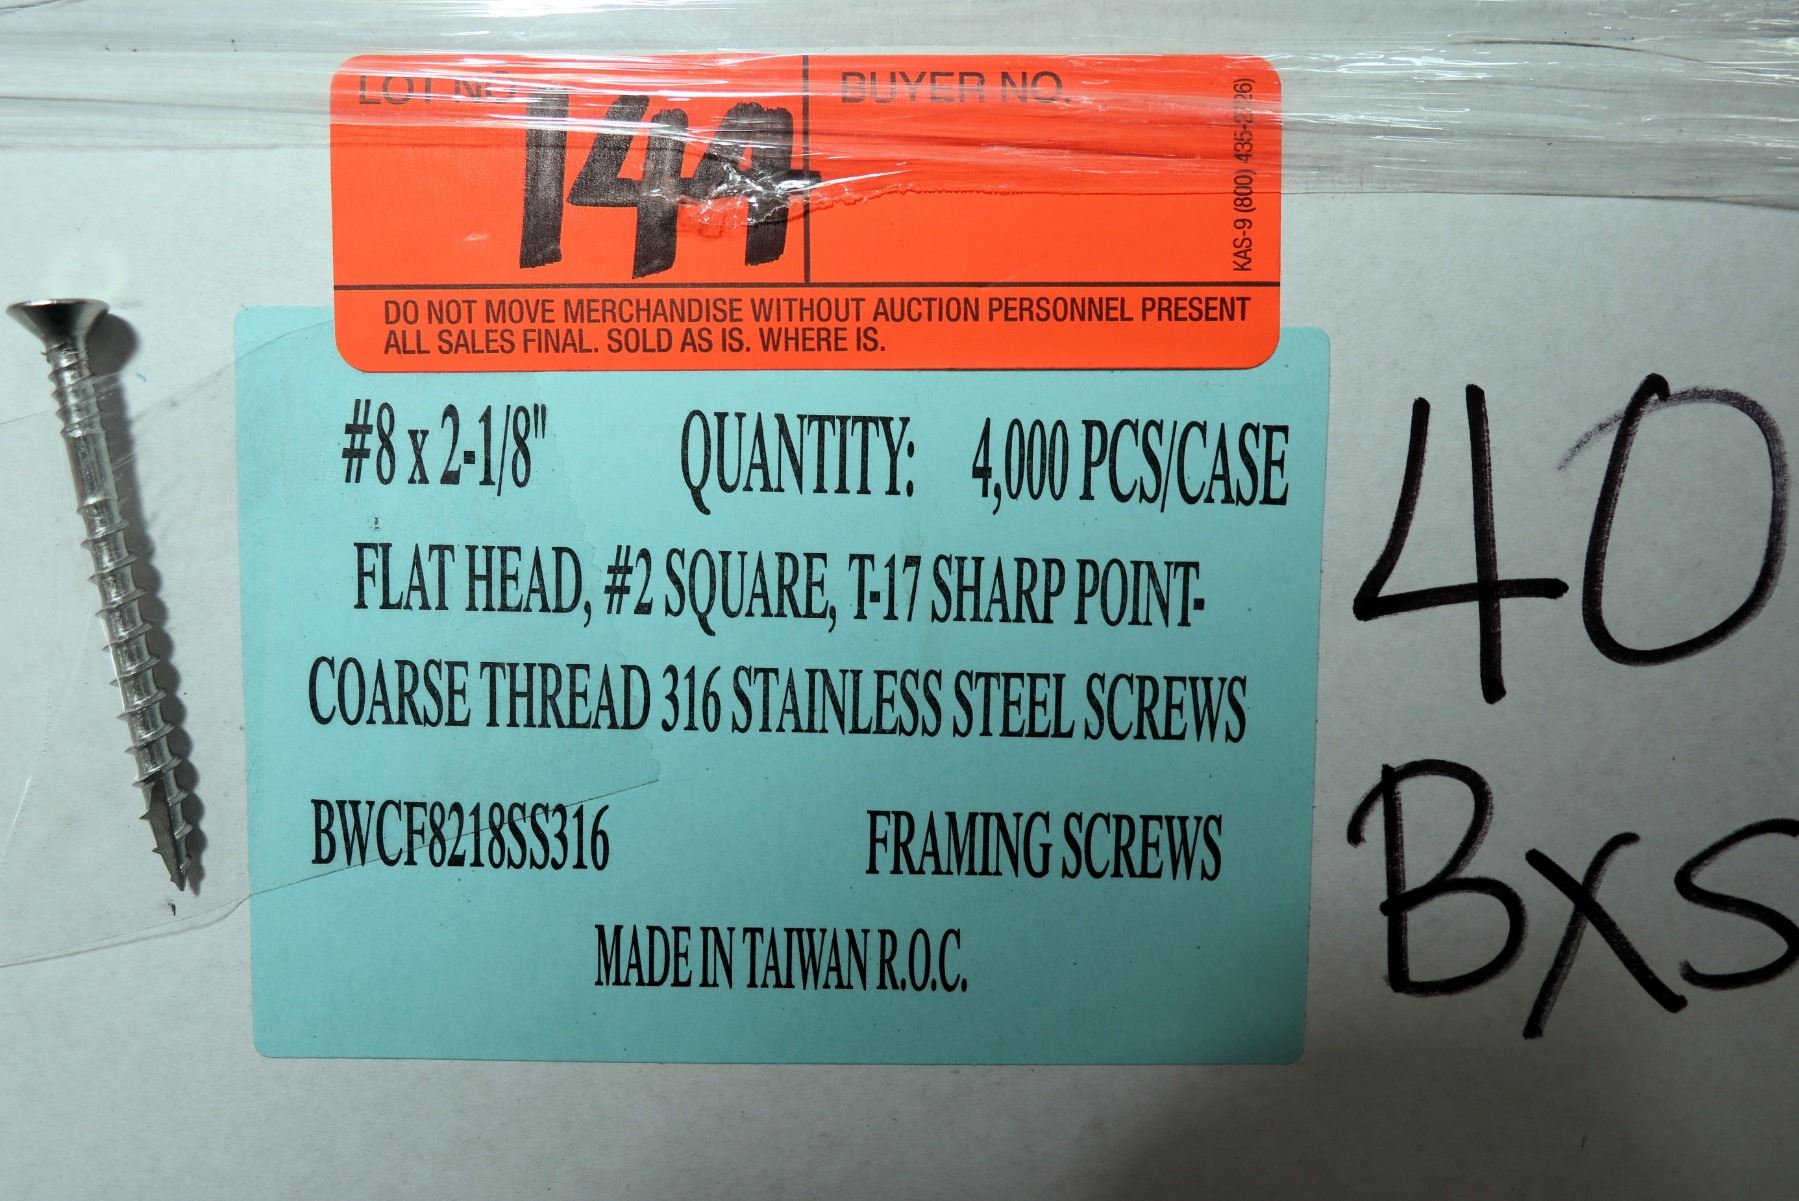 LOT NO. 144 BUYER NO.
KAS-9 (800) 435-2726)
DO NOT MOVE MERCHANDISE WITHOUT AUCTION PERSONNEL PRESENT
ALL SALES FINAL. SOLD AS IS. WHERE IS.
#8 x 2-1/8" QUANTITY: 4,000 PCS/CASE
FLAT HEAD, #2 SQUARE, T-17 SHARP POINT-
COARSE THREAD 316 STAINLESS STEEL SCREWS
BWCF8218SS316 FRAMING SCREWS
MADE IN TAIWAN R.O.C.
40
Bxs